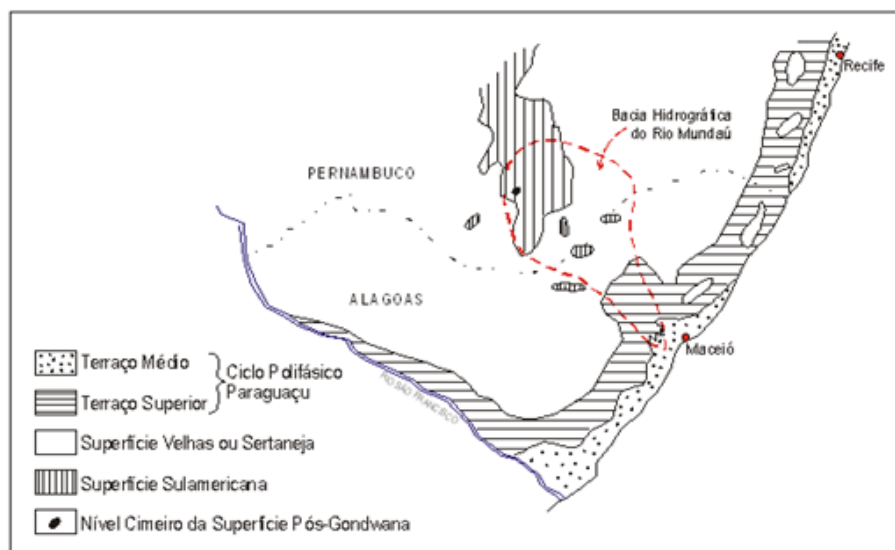 Recife
Bacia Hidrográfica
do Rio Mundaú
PERNAMBUCO
ALAGOAS
Maceió
RIO SÃO FRANCISCO
Terraço Médio
Terraço Superior
Ciclo Polifásico
Paraguaçu
Superfície Velhas ou Sertaneja
Superfície Sulamericana
Nível Cimeiro da Superfície Pós-Gondwana